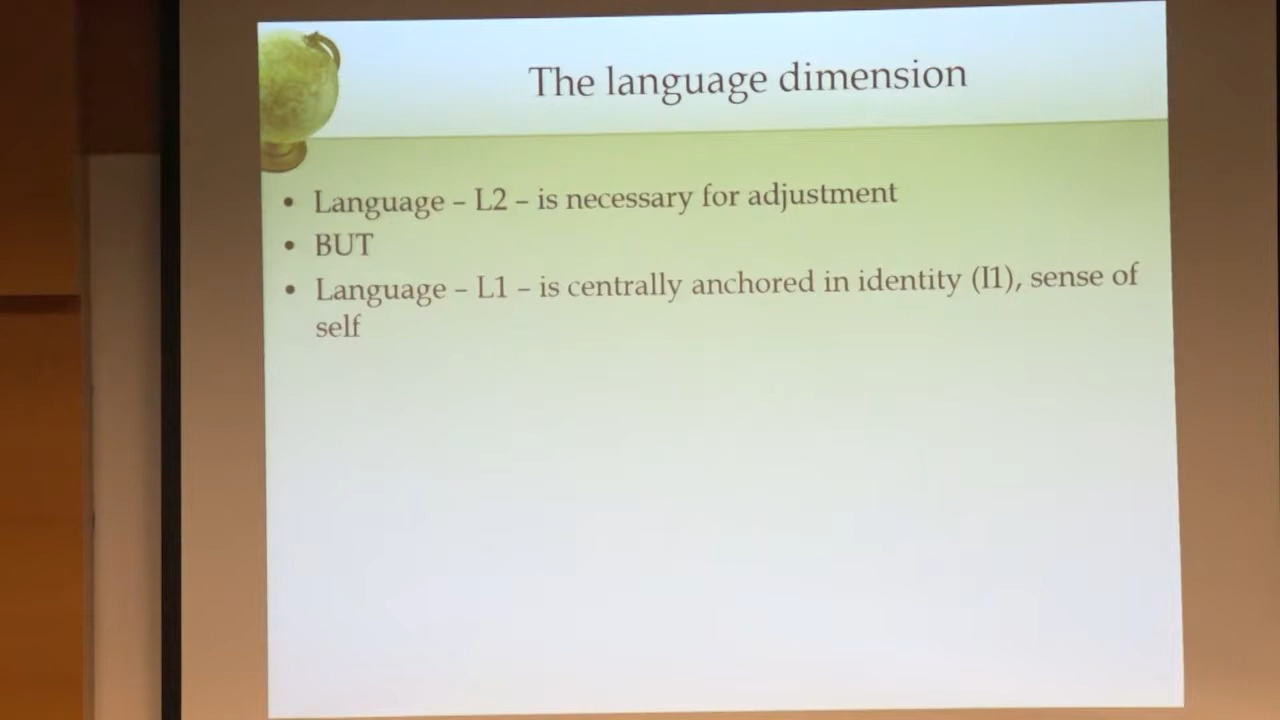 The language dimension
• Language – L2 – is necessary for adjustment
• BUT
• Language – L1 – is centrally anchored in identity (I1), sense of
self